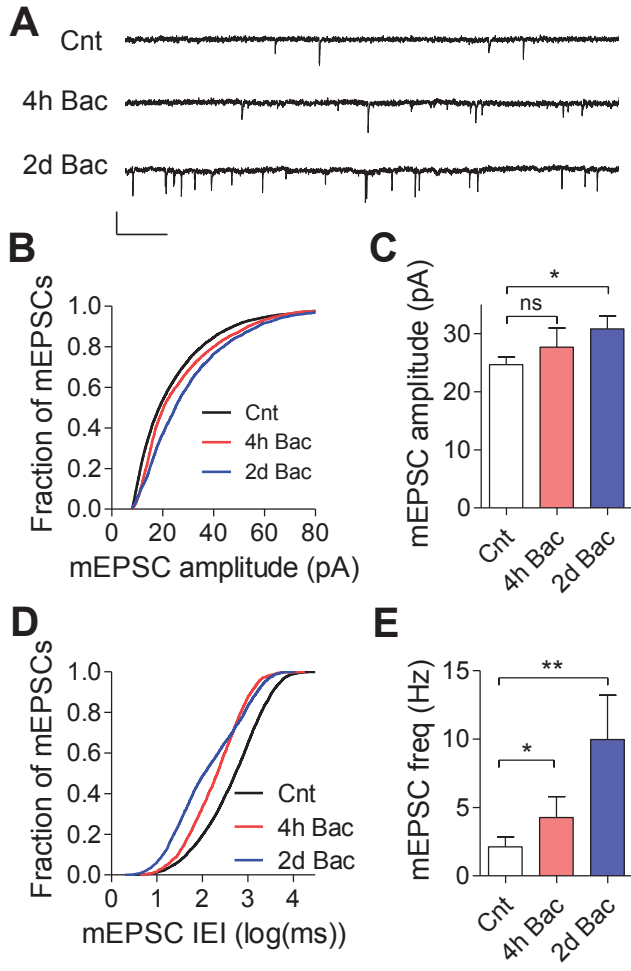 A
Cnt
4h Bac
2d Bac
B
Fraction of mEPSCs
1.0
0.8
0.6
0.4
0.2
0.0
0
20
40
60
80
mEPSC amplitude (pA)
Cnt
4h Bac
2d Bac
C
mEPSC amplitude (pA)
30
20
10
0
ns
*
Cnt
4h Bac
2d Bac
D
Fraction of mEPSCs
1.0
0.8
0.6
0.4
0.2
0.0
0
1
2
3
4
mEPSC IEI (log(ms))
Cnt
4h Bac
2d Bac
E
mEPSC freq (Hz)
15
10
5
0
**
*
Cnt
4h Bac
2d Bac